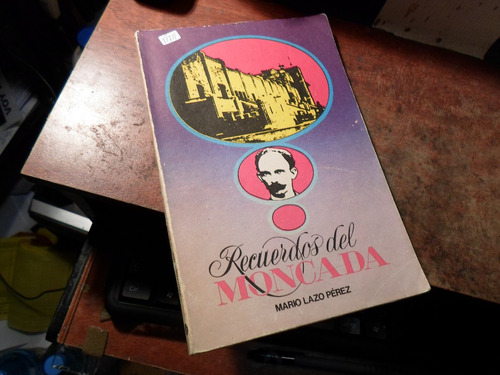 Recuerdos del
MONCADA
MARIO LAZO PÉREZ